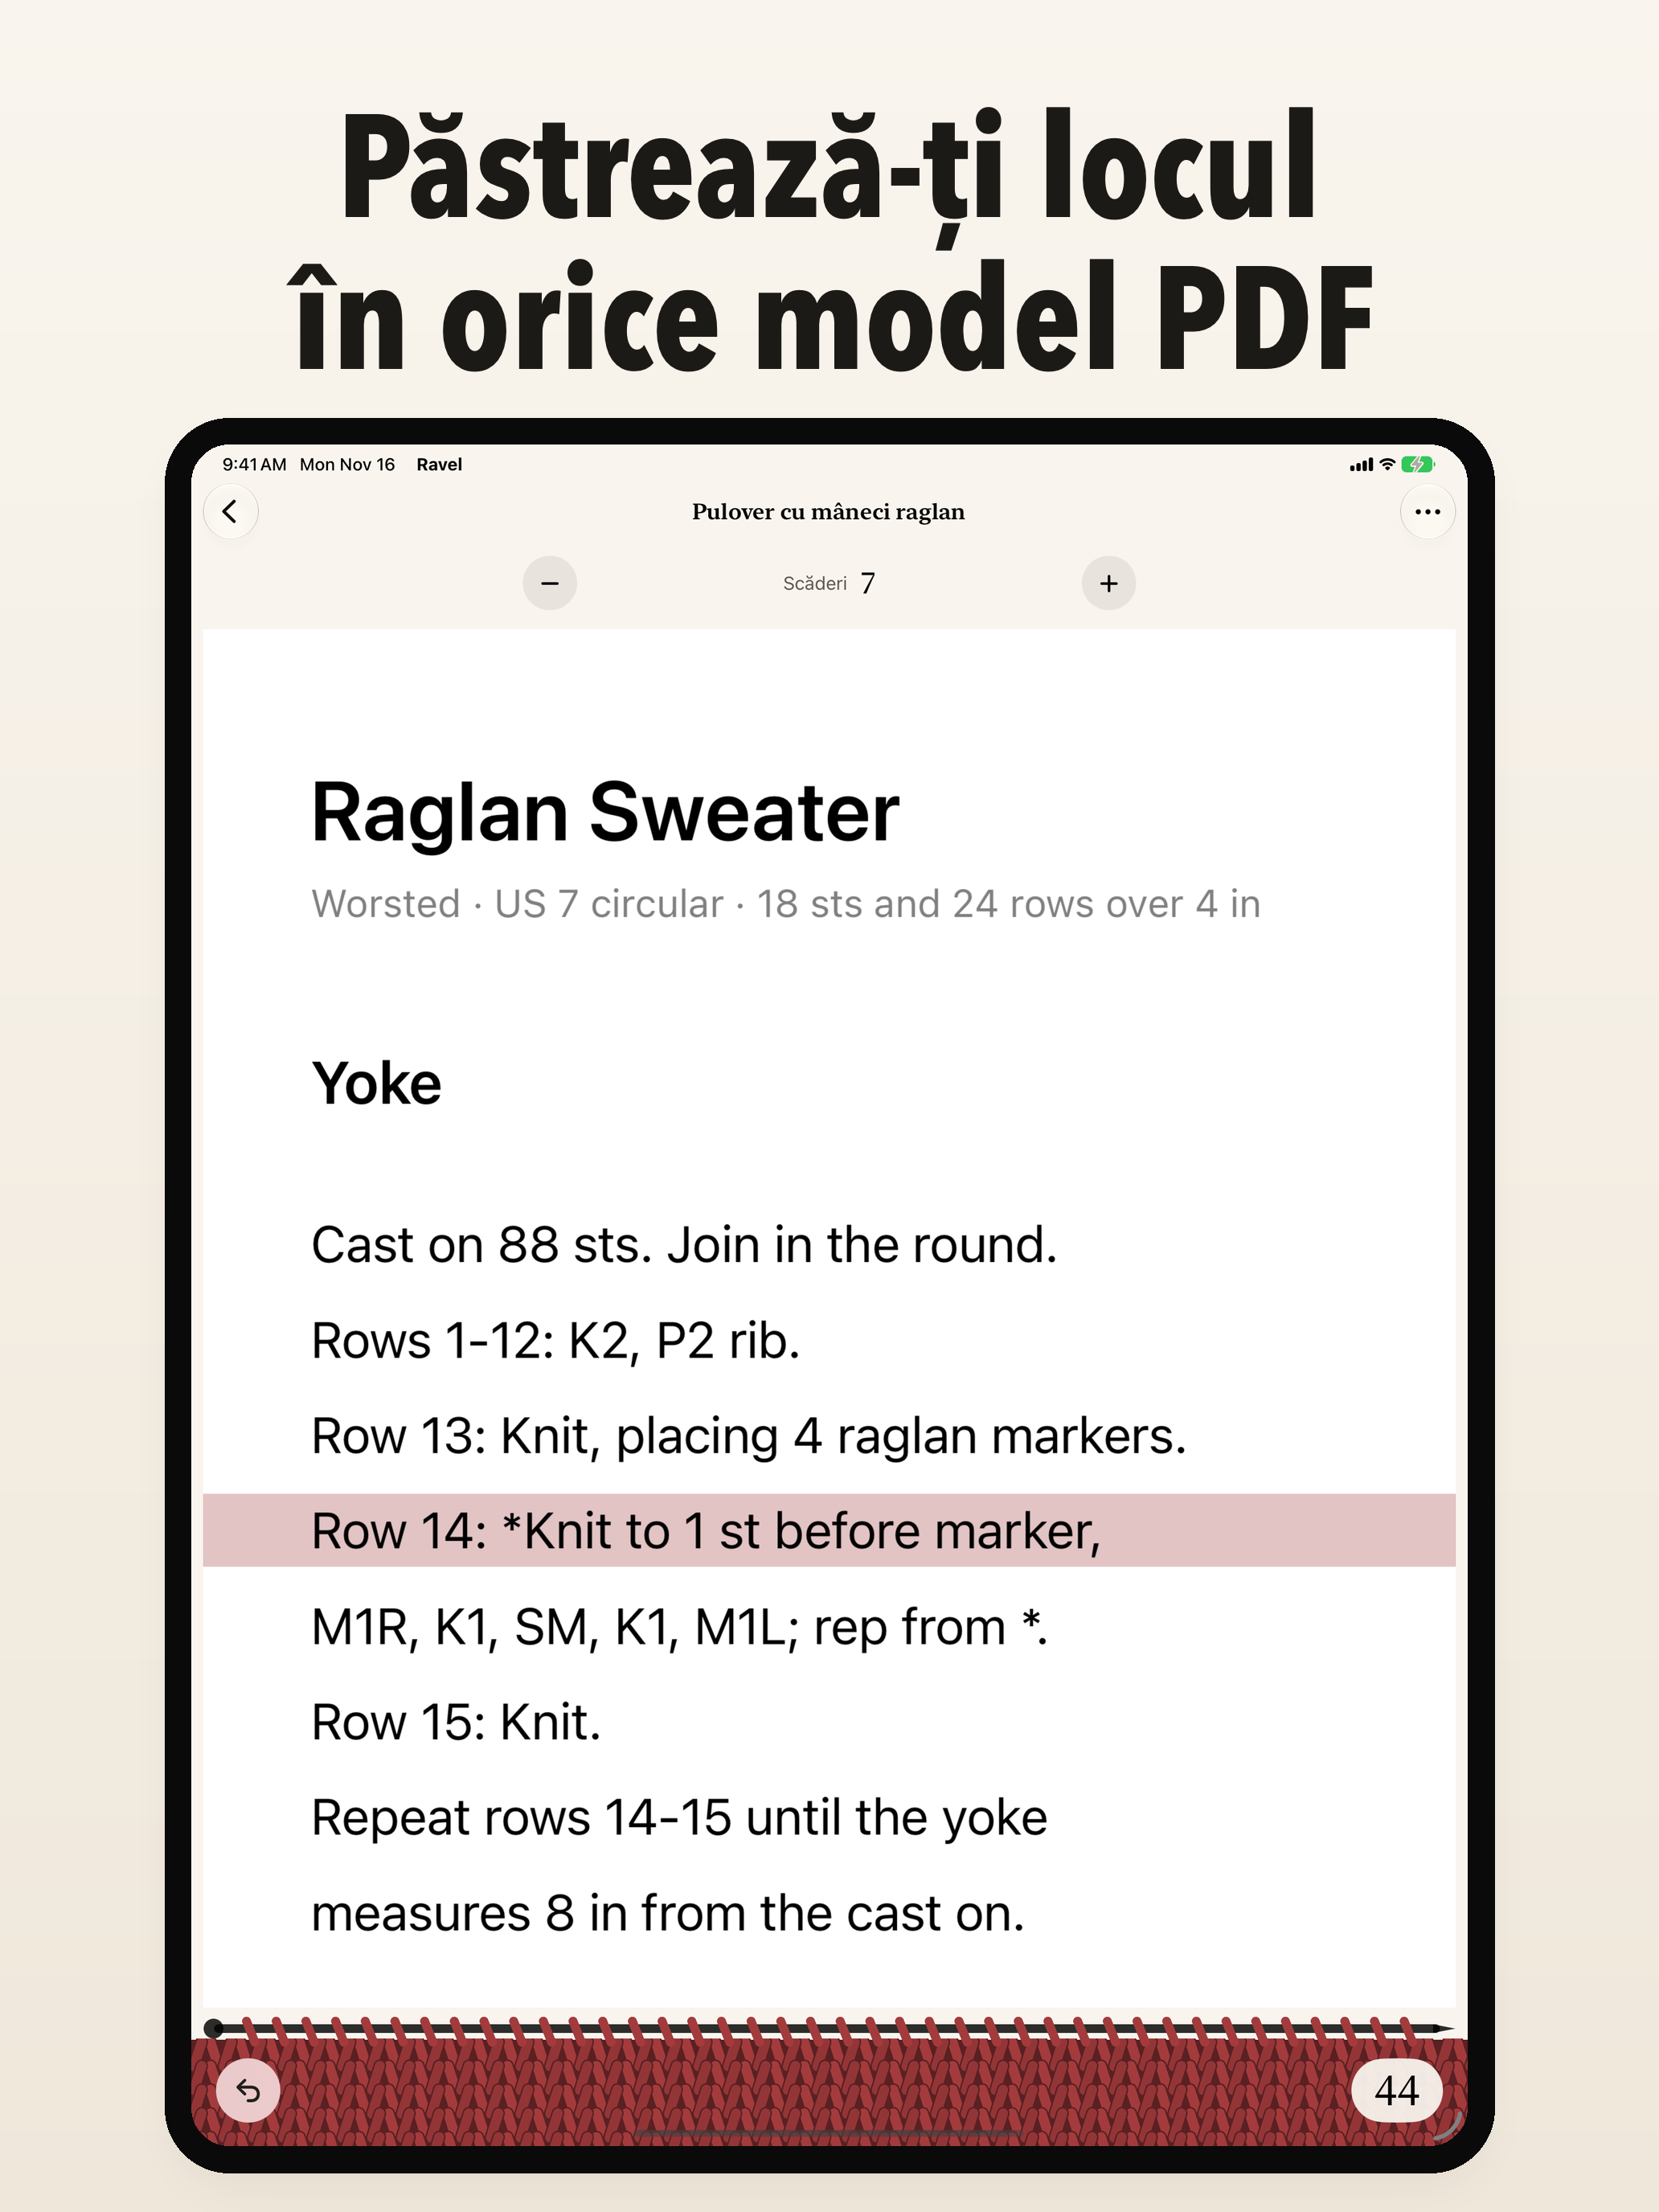 Păstrează-ți locul
în orice model PDF
9:41 AM Mon Nov 16 Ravel
Pulover cu mâneci raglan
Scăderi 7
Raglan Sweater
Worsted · US 7 circular · 18 sts and 24 rows over 4 in
Yoke
Cast on 88 sts. Join in the round.
Rows 1-12: K2, P2 rib.
Row 13: Knit, placing 4 raglan markers.
Row 14: *Knit to 1 st before marker,
M1R, K1, SM, K1, M1L; rep from *.
Row 15: Knit.
Repeat rows 14-15 until the yoke
measures 8 in from the cast on.
44